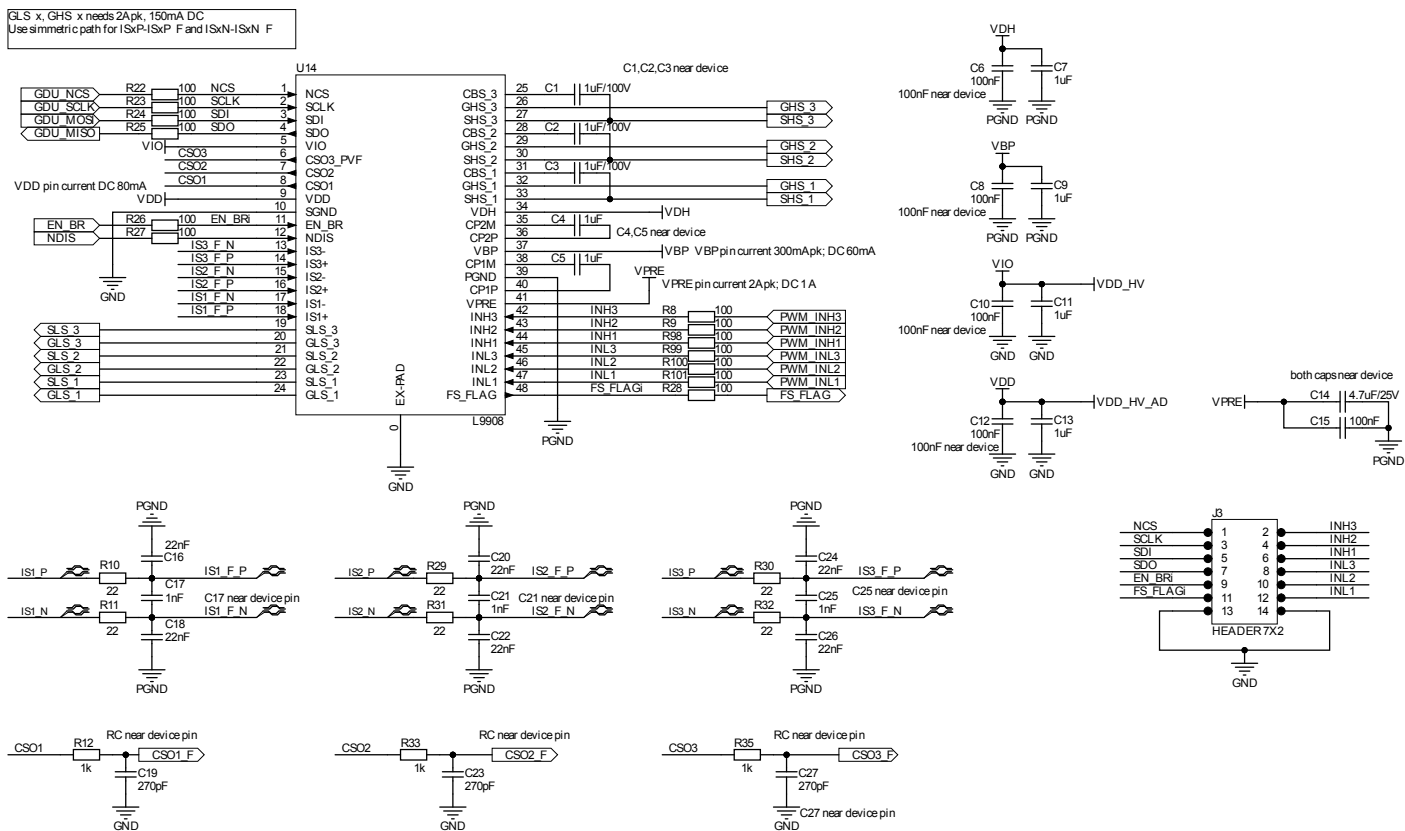 GLS x, GHS x needs 2Apk, 150mA DC
Use simmetric path for ISxP-ISxP F and ISxN-ISxN F
U14
C1,C2,C3 near device
GDU_NCS R22 100 NCS 1 NCS
GDU_SCLK R23 100 SCLK 2 SCLK
GDU_MOSI R24 100 SDI 3 SDI
GDU_MISO R25 100 SDO 4 SDO
VIO 5 VIO
CSO3 6 CSO3_PVF
CSO2 7 CSO2
CSO1 8 CSO1
VDD pin current DC 80mA
VDD 9 VDD
10 SGND
EN_BR R26 100 EN_BRi 11 EN_BR
NDIS R27 100 12 NDIS
IS3_F_N 13 IS3-
IS3_F_P 14 IS3+
IS2_F_N 15 IS2-
IS2_F_P 16 IS2+
IS1_F_N 17 IS1-
IS1_F_P 18 IS1+
GND
SLS_3 19 SLS_3
GLS_3 20 GLS_3
SLS_2 21 SLS_2
GLS_2 22 GLS_2
SLS_1 23 SLS_1
GLS_1 24 GLS_1
EX-PAD
0
GND
CBS_3 25 C1 1uF/100V
GHS_3 26 GHS_3
SHS_3 27 SHS_3
CBS_2 28 C2 1uF/100V
GHS_2 29 GHS_2
SHS_2 30 SHS_2
CBS_1 31 C3 1uF/100V
GHS_1 32 GHS_1
SHS_1 33 SHS_1
VDH 34 VDH
CP2M 35 C4 1uF
C4,C5 near device
CP2P 36
VBP 37 VBP VBP pin current 300mApk; DC 60mA
CP1M 38 C5 1uF
PGND 39
VPRE
CP1P 40
VPRE pin current 2Apk; DC 1 A
VPRE 41
INH3 42 INH3 R8 100 PWM_INH3
INH2 43 INH2 R9 100 PWM_INH2
INH1 44 INH1 R98 100 PWM_INH1
INL3 45 INL3 R99 100 PWM_INL3
INL2 46 INL2 R100 100 PWM_INL2
INL1 47 INL1 R101 100 PWM_INL1
FS_FLAG 48 FS_FLAGi R28 100 FS_FLAG
L9908
PGND
VDH
C6 C7
100nF 1uF
100nF near device
PGND PGND
VBP
C8 C9
100nF 1uF
100nF near device
PGND PGND
VIO
VDD_HV
C10 C11
100nF 1uF
100nF near device
GND GND
VDD
VDD_HV_AD
C12 C13
100nF 1uF
100nF near device
GND GND
both caps near device
VPRE C14 4.7uF/25V
C15 100nF
PGND
PGND
22nF
C16
IS1_P R10 IS1_F_P
22
C17
1nF
C17 near device pin
IS1_N R11 IS1_F_N
22
C18
22nF
PGND
PGND
C20
22nF
IS2_P R29 IS2_F_P
22
C21
1nF
C21 near device pin
IS2_N R31 IS2_F_N
22
C22
22nF
PGND
PGND
C24
22nF
IS3_P R30 IS3_F_P
22
C25
1nF
C25 near device pin
IS3_N R32 IS3_F_N
22
C26
22nF
PGND
J3
NCS 1 2 INH3
SCLK 3 4 INH2
SDI 5 6 INH1
SDO 7 8 INL3
EN_BRi 9 10 INL2
FS_FLAGi 11 12 INL1
13 14
HEADER 7X2
GND
RC near device pin
CSO1 R12 CSO1_F
1k
C19
270pF
GND
RC near device pin
CSO2 R33 CSO2_F
1k
C23
270pF
GND
RC near device pin
CSO3 R35 CSO3_F
1k
C27
270pF
C27 near device pin
GND